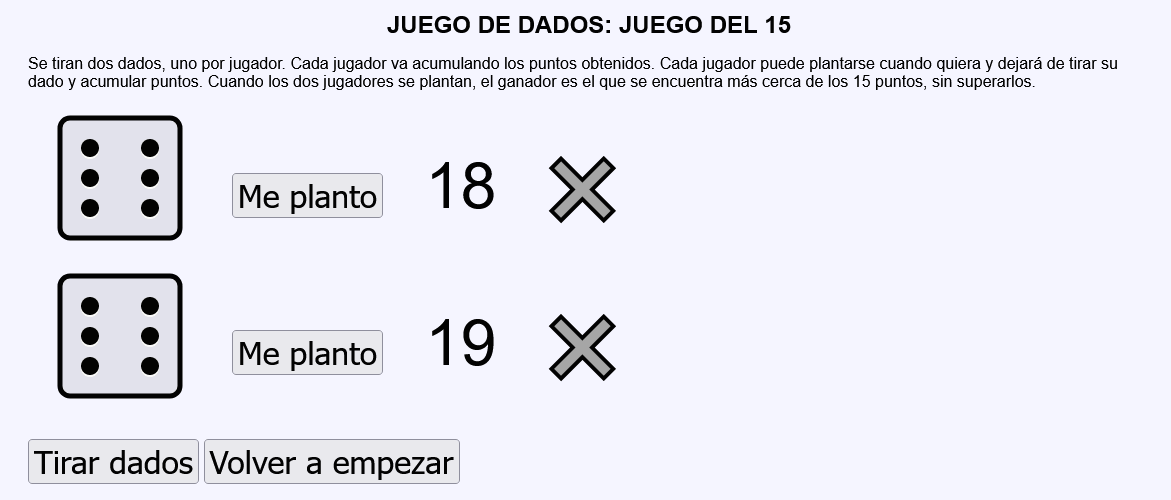 JUEGO DE DADOS: JUEGO DEL 15
Se tiran dos dados, uno por jugador. Cada jugador va acumulando los puntos obtenidos. Cada jugador puede plantarse cuando quiera y dejará de tirar su
dado y acumular puntos. Cuando los dos jugadores se plantan, el ganador es el que se encuentra más cerca de los 15 puntos, sin superarlos.
Me planto 18
Me planto 19
Tirar dados Volver a empezar